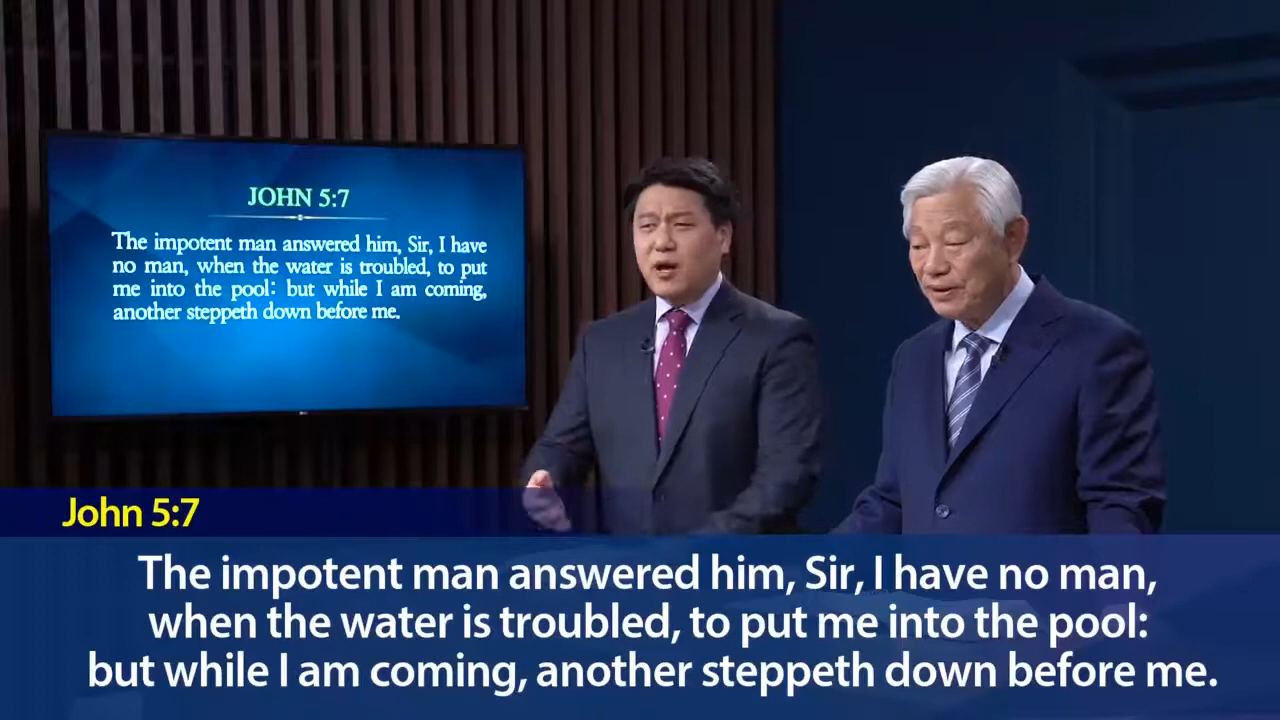 JOHN 5:7
The impotent man answered him, Sir, I have
no man, when the water is troubled, to put
me into the pool: but while I am coming,
another steppeth down before me.
John 5:7
The impotent man answered him, Sir, I have no man,
when the water is troubled, to put me into the pool:
but while I am coming, another steppeth down before me.